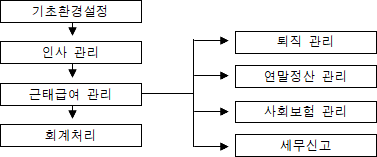 기초환경설정
인사 관리
근태급여 관리
회계처리
퇴직 관리
연말정산 관리
사회보험 관리
세무신고